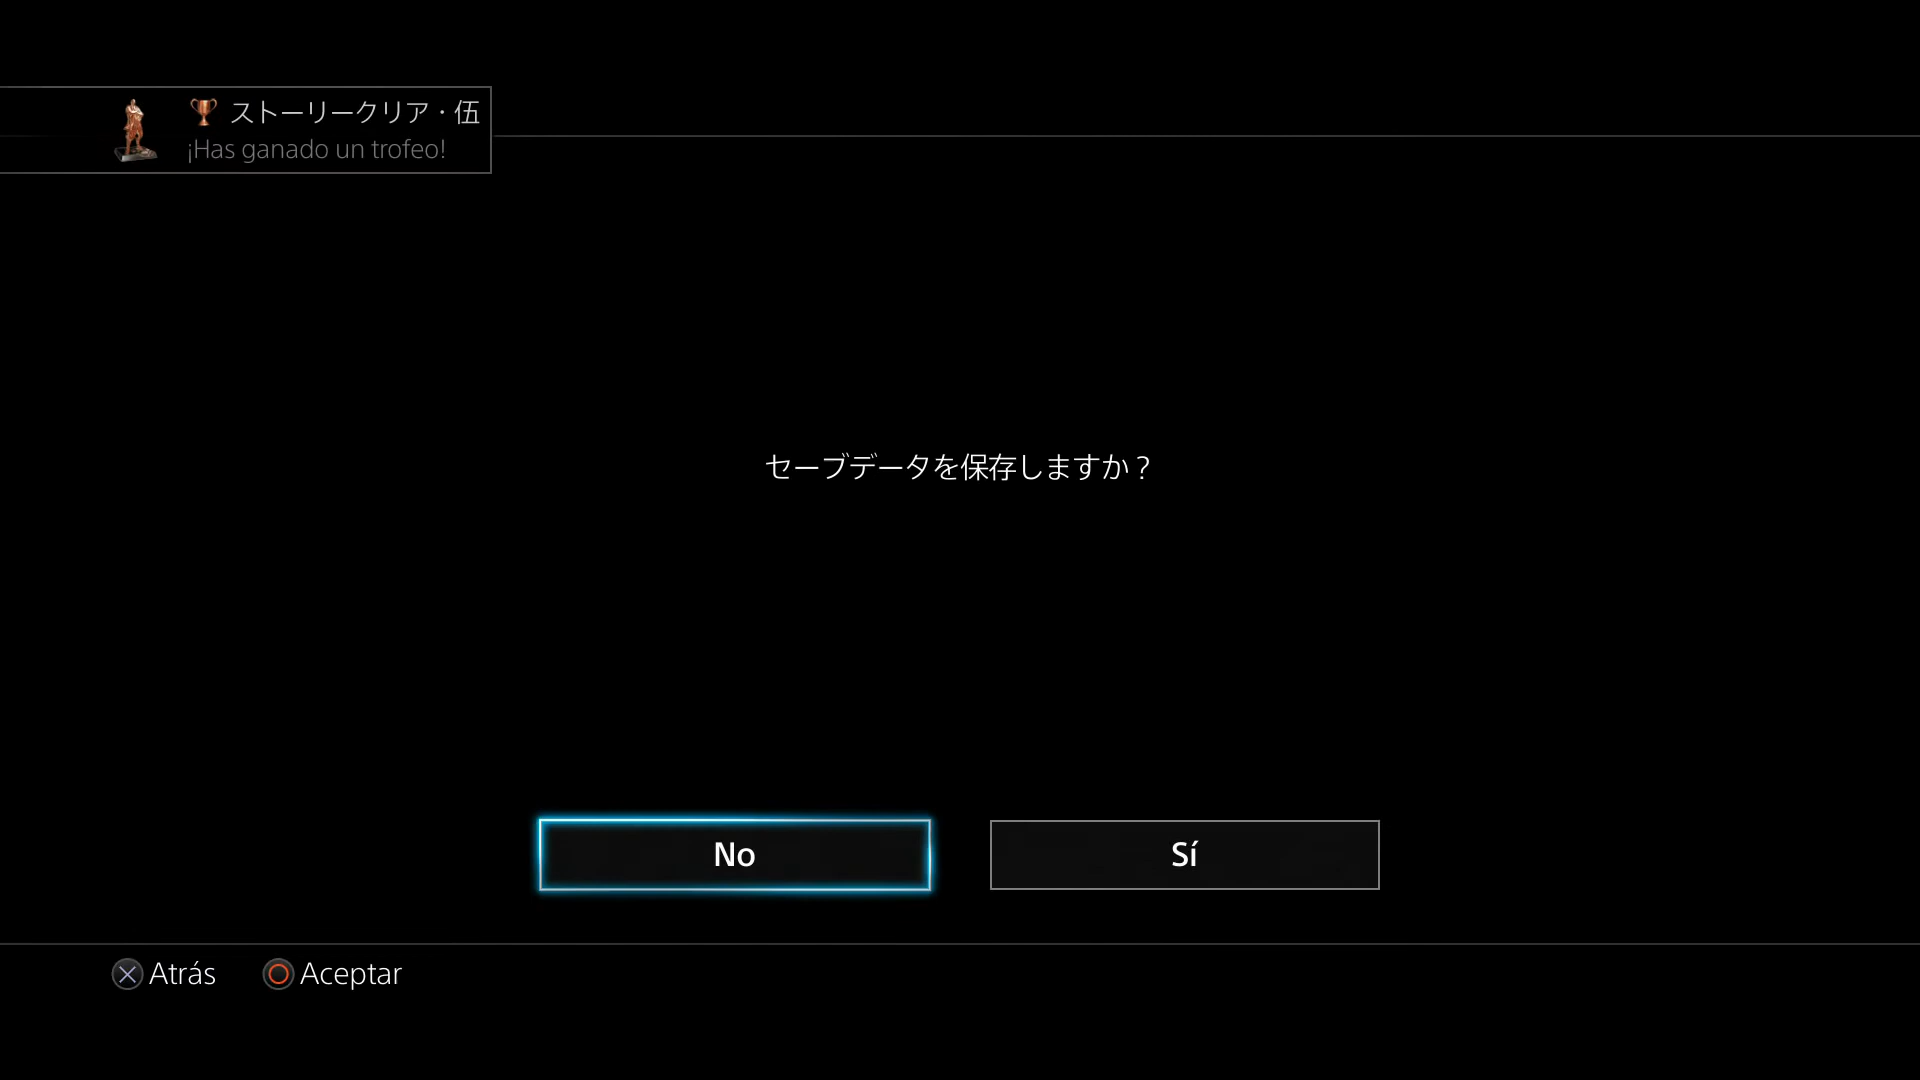 ストーリークリア・伍
¡Has ganado un trofeo!
セーブデータを保存しますか？
No
Sí
Atrás
Aceptar